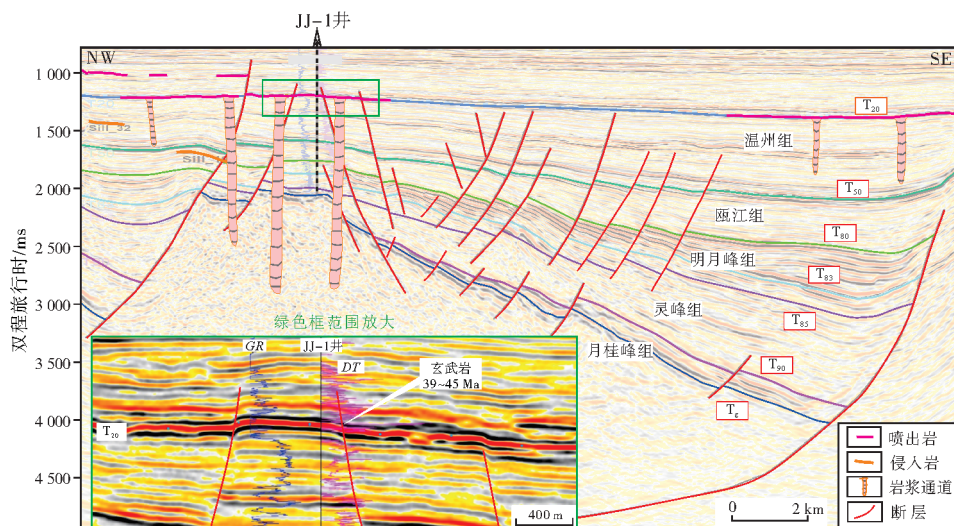 JJ-1井
NW
SE
1 000
1 500
2 000
2 500
3 000
3 500
4 000
4 500
双程旅行时/ms
Sill_32
Sill_
T20
温州组
T50
瓯江组
T80
明月峰组
T83
灵峰组
T85
月桂峰组
T90
Tg
绿色框范围放大
GR
JJ-1井
DT
玄武岩
39~45 Ma
T20
400 m
0 2 km
喷出岩
侵入岩
岩浆通道
断层